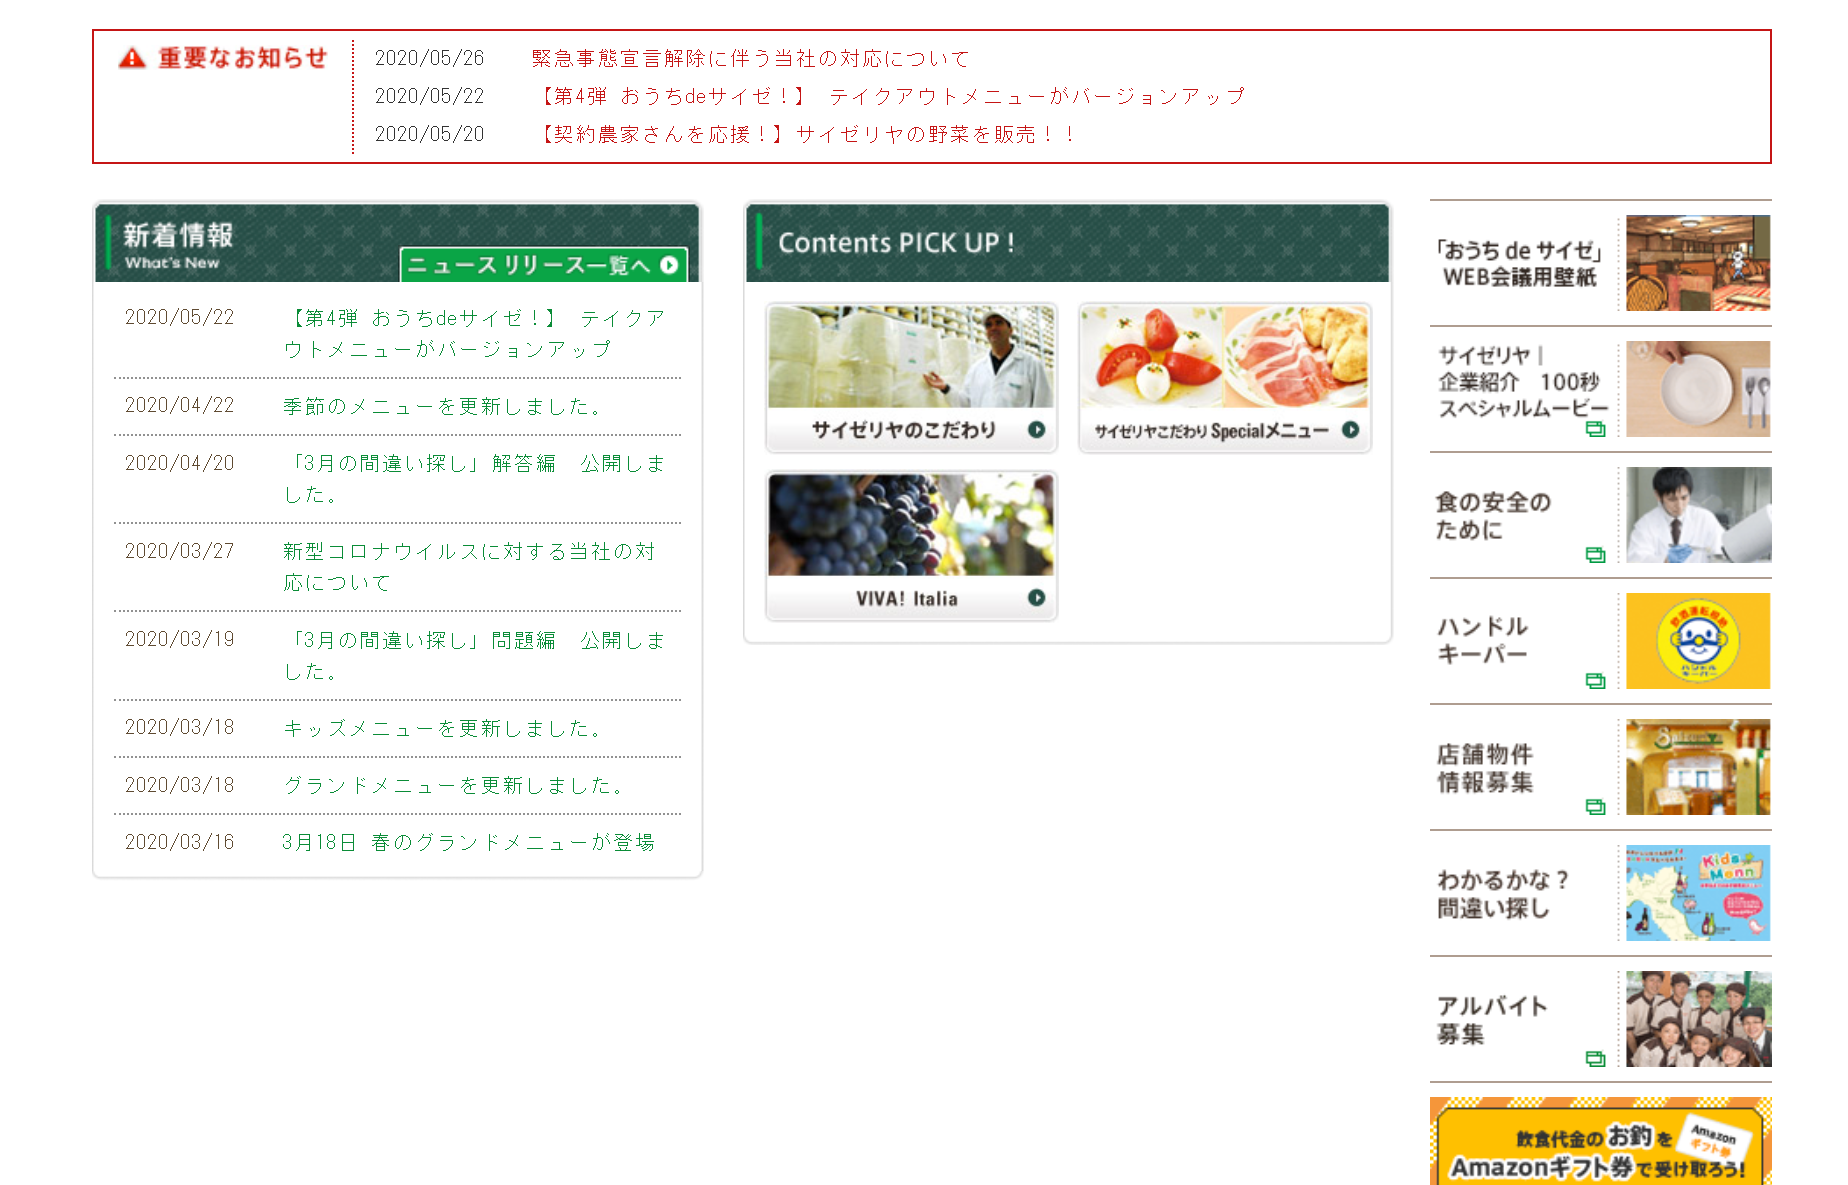 重要なお知らせ
2020/05/26 緊急事態宣言解除に伴う当社の対応について
2020/05/22 【第4弾 おうちdeサイゼ！】 テイクアウトメニューがバージョンアップ
2020/05/20 【契約農家さんを応援！】サイゼリヤの野菜を販売！！
新着情報
What's New
ニュースリリース一覧へ
2020/05/22 【第4弾 おうちdeサイゼ！】 テイクア
ウトメニューがバージョンアップ
2020/04/22 季節のメニューを更新しました。
2020/04/20 「3月の間違い探し」解答編　公開しま
した。
2020/03/27 新型コロナウイルスに対する当社の対
応について
2020/03/19 「3月の間違い探し」問題編　公開しま
した。
2020/03/18 キッズメニューを更新しました。
2020/03/18 グランドメニューを更新しました。
2020/03/16 3月18日 春のグランドメニューが登場
Contents PICK UP !
サイゼリヤのこだわり
サイゼリヤこだわり Specialメニュー
VIVA! Italia
「おうち de サイゼ」
WEB会議用壁紙
サイゼリヤ｜
企業紹介　100秒
スペシャルムービー
食の安全の
ために
ハンドル
キーパー
飲酒運転根絶
ハンドル
キーパー
店舗物件
情報募集
わかるかな？
間違い探し
Kids
Menu
アルバイト
募集
飲食代金のお釣を
Amazon
ギフト券
Amazonギフト券で受け取ろう！